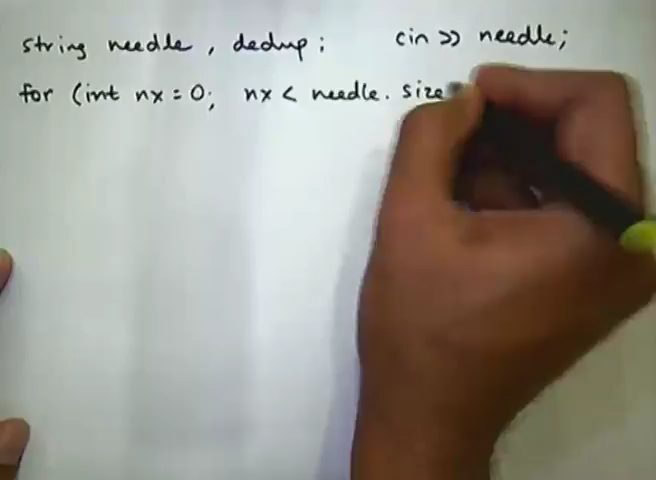 string needle, dedup; cin >> needle;
for (int nx = 0; nx < needle. size